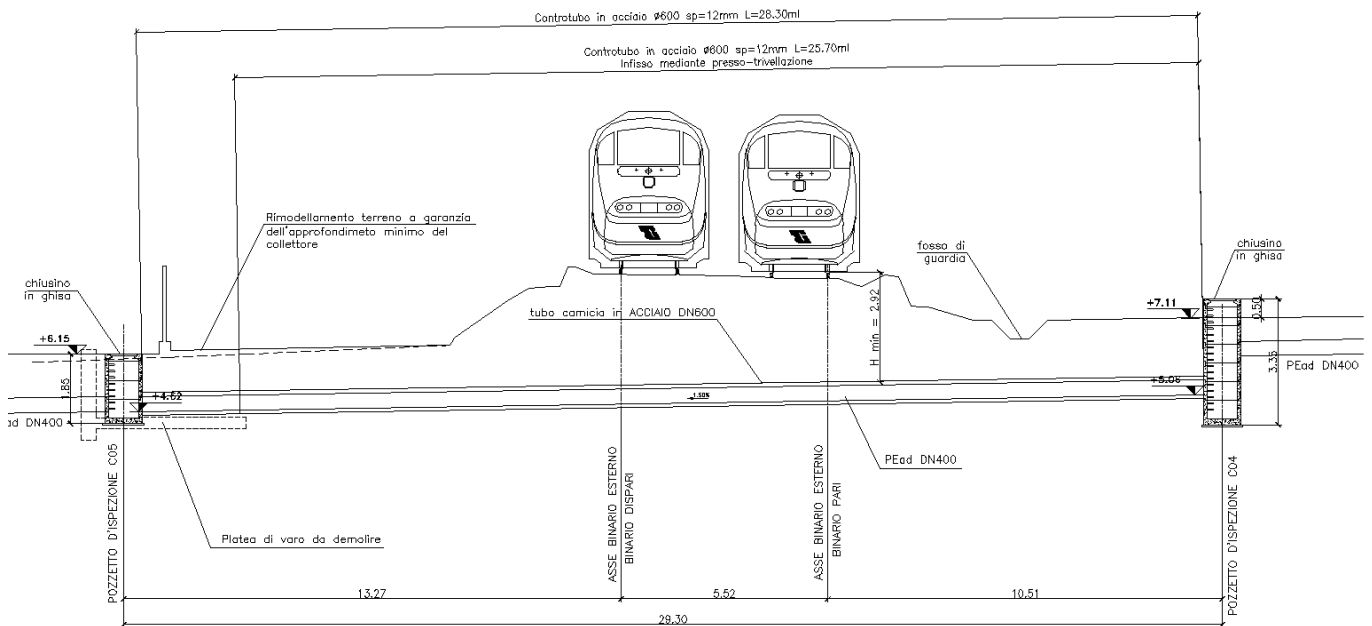 Controtubo in acciaio ø600 sp=12mm L=28.30ml
Controtubo in acciaio ø600 sp=12mm L=25.70ml
Infisso mediante presso-trivellazione
Rimodellamento terreno a garanzia
dell'approfondimeto minimo del
collettore
chiusino
in ghisa
+6.15
1.85
+4.62
ead DN400
tubo camicia in ACCIAIO DN600
H min = 2.92
fosso di
guardia
chiusino
in ghisa
+7.11
0.50
3.35
PEad DN400
+5.06
1.50%
PEad DN400
Platea di varo da demolire
POZZETTO D'ISPEZIONE C05
ASSE BINARIO ESTERNO
BINARIO DISPARI
ASSE BINARIO ESTERNO
BINARIO PARI
POZZETTO D'ISPEZIONE C04
13.27
5.52
10.51
29.30